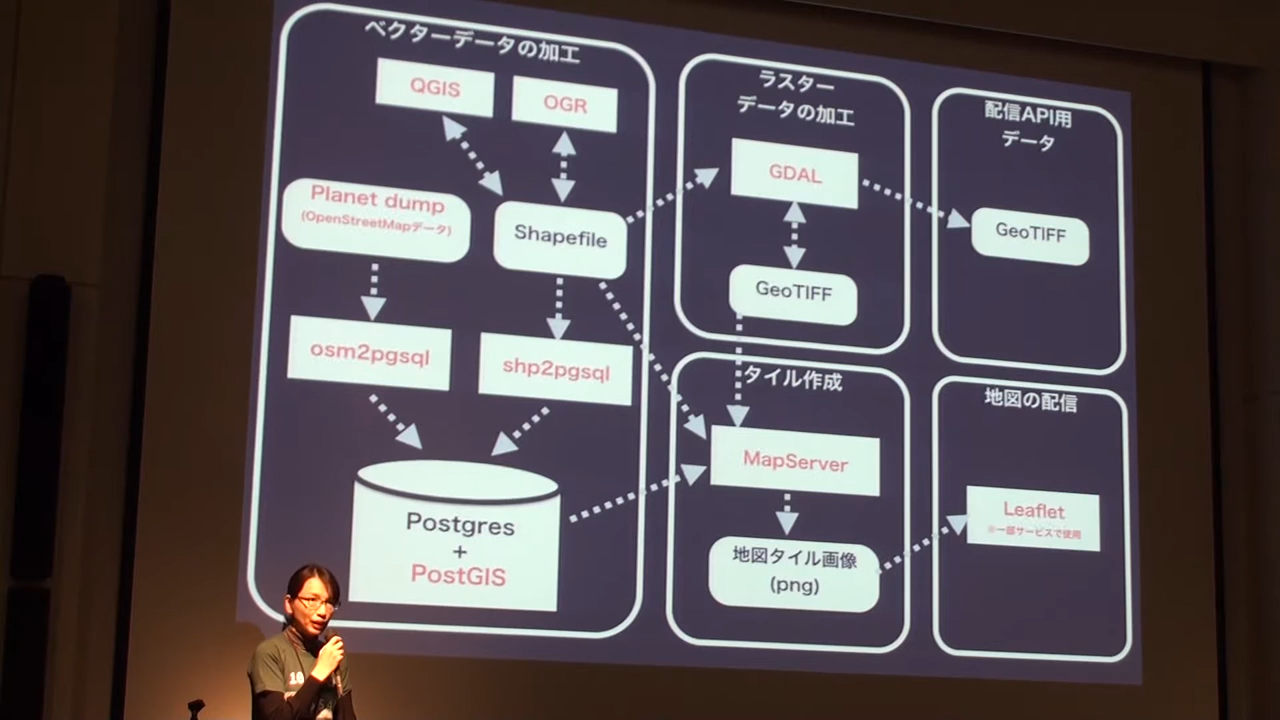 ベクターデータの加工
QGIS
OGR
Planet dump
(OpenStreetMapデータ)
Shapefile
osm2pgsql
shp2pgsql
Postgres
+
PostGIS
ラスター
データの加工
GDAL
GeoTIFF
タイル作成
MapServer
地図タイル画像
(png)
配信API用
データ
GeoTIFF
地図の配信
Leaflet
※一部サービスで使用
10